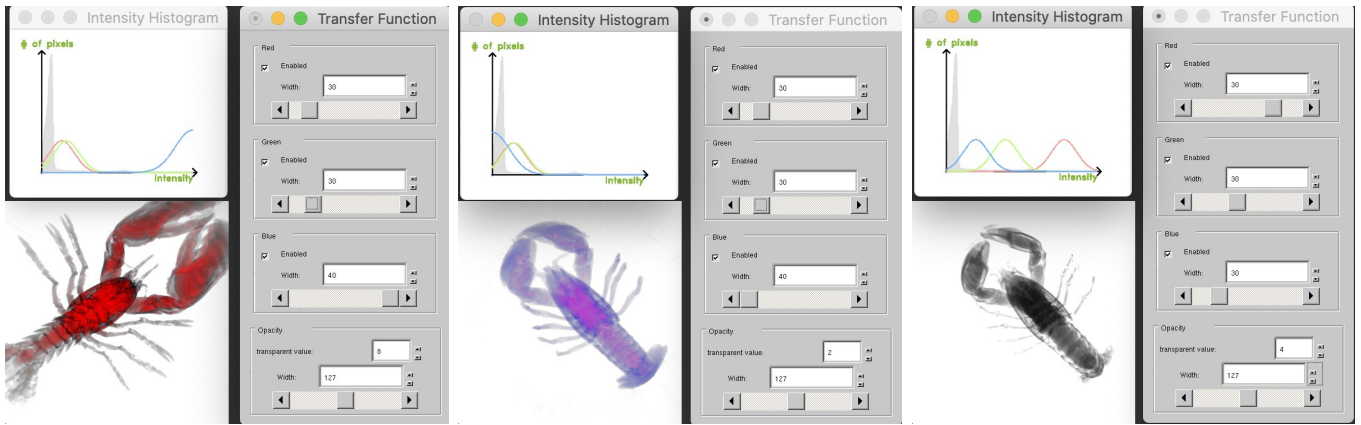 Intensity Histogram
# of pixels
Intensity
Transfer Function
Red
Enabled
Width: 30
Green
Enabled
Width: 30
Blue
Enabled
Width: 40
Opacity
transparent value: 8
Width: 127
Intensity Histogram
# of pixels
Intensity
Transfer Function
Red
Enabled
Width: 30
Green
Enabled
Width: 30
Blue
Enabled
Width: 40
Opacity
transparent value: 2
Width: 127
Intensity Histogram
# of pixels
Intensity
Transfer Function
Red
Enabled
Width: 30
Green
Enabled
Width: 30
Blue
Enabled
Width: 30
Opacity
transparent value: 4
Width: 127